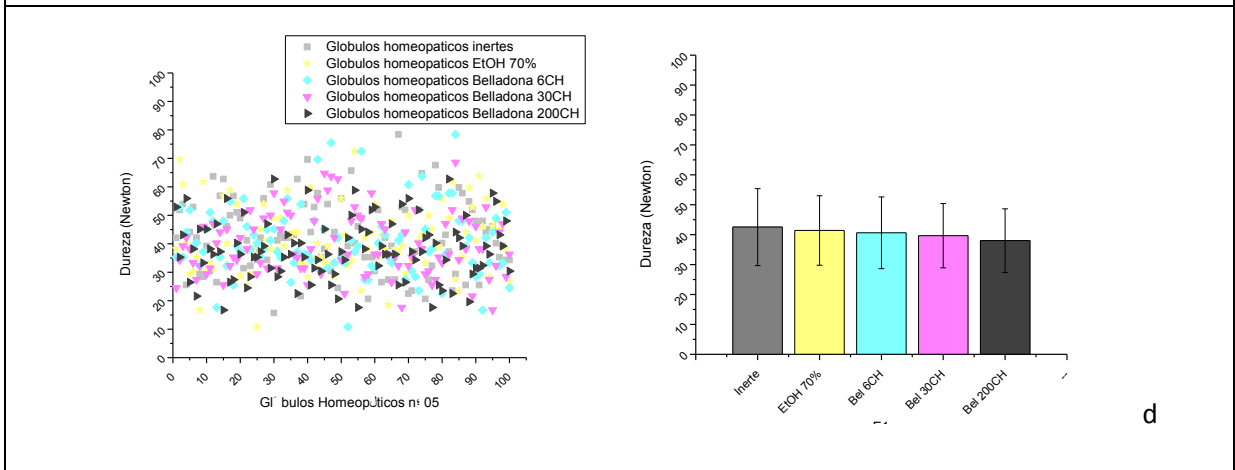 Globulos homeopaticos inertes
Globulos homeopaticos EtOH 70%
Globulos homeopaticos Belladona 6CH
Globulos homeopaticos Belladona 30CH
Globulos homeopaticos Belladona 200CH
Dureza (Newton)
100
90
80
70
60
50
40
30
20
10
0
0 10 20 30 40 50 60 70 80 90 100
bulos
05
Dureza (Newton)
100
90
80
70
60
50
40
30
20
10
0
Inerte
EtOH 70%
Bel 6CH
Bel 30CH
Bel 200CH
--
d